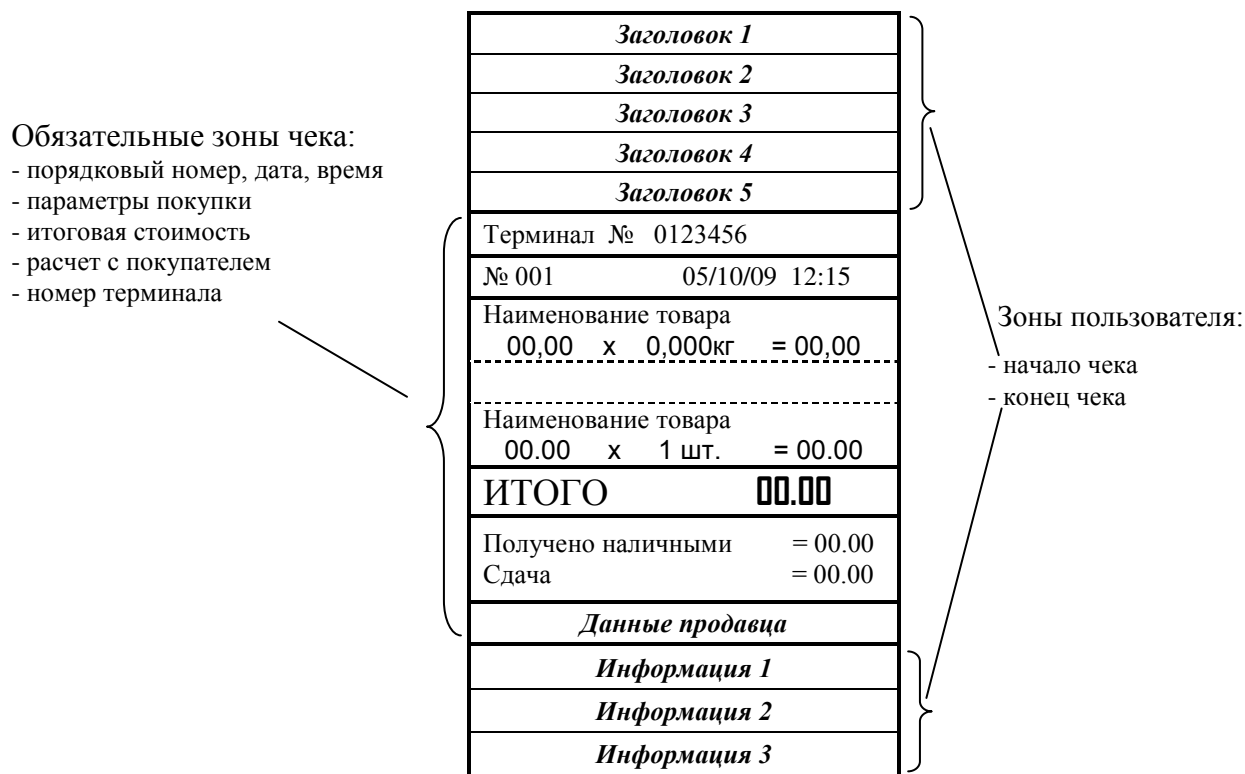 Обязательные зоны чека:
- порядковый номер, дата, время
- параметры покупки
- итоговая стоимость
- расчет с покупателем
- номер терминала
Заголовок 1
Заголовок 2
Заголовок 3
Заголовок 4
Заголовок 5
Терминал № 0123456
№ 001 05/10/09 12:15
Наименование товара
00,00 x 0,000кг = 00,00
Наименование товара
00.00 x 1 шт. = 00.00
ИТОГО 00.00
Получено наличными = 00.00
Сдача = 00.00
Данные продавца
Информация 1
Информация 2
Информация 3
Зоны пользователя:
- начало чека
- конец чека